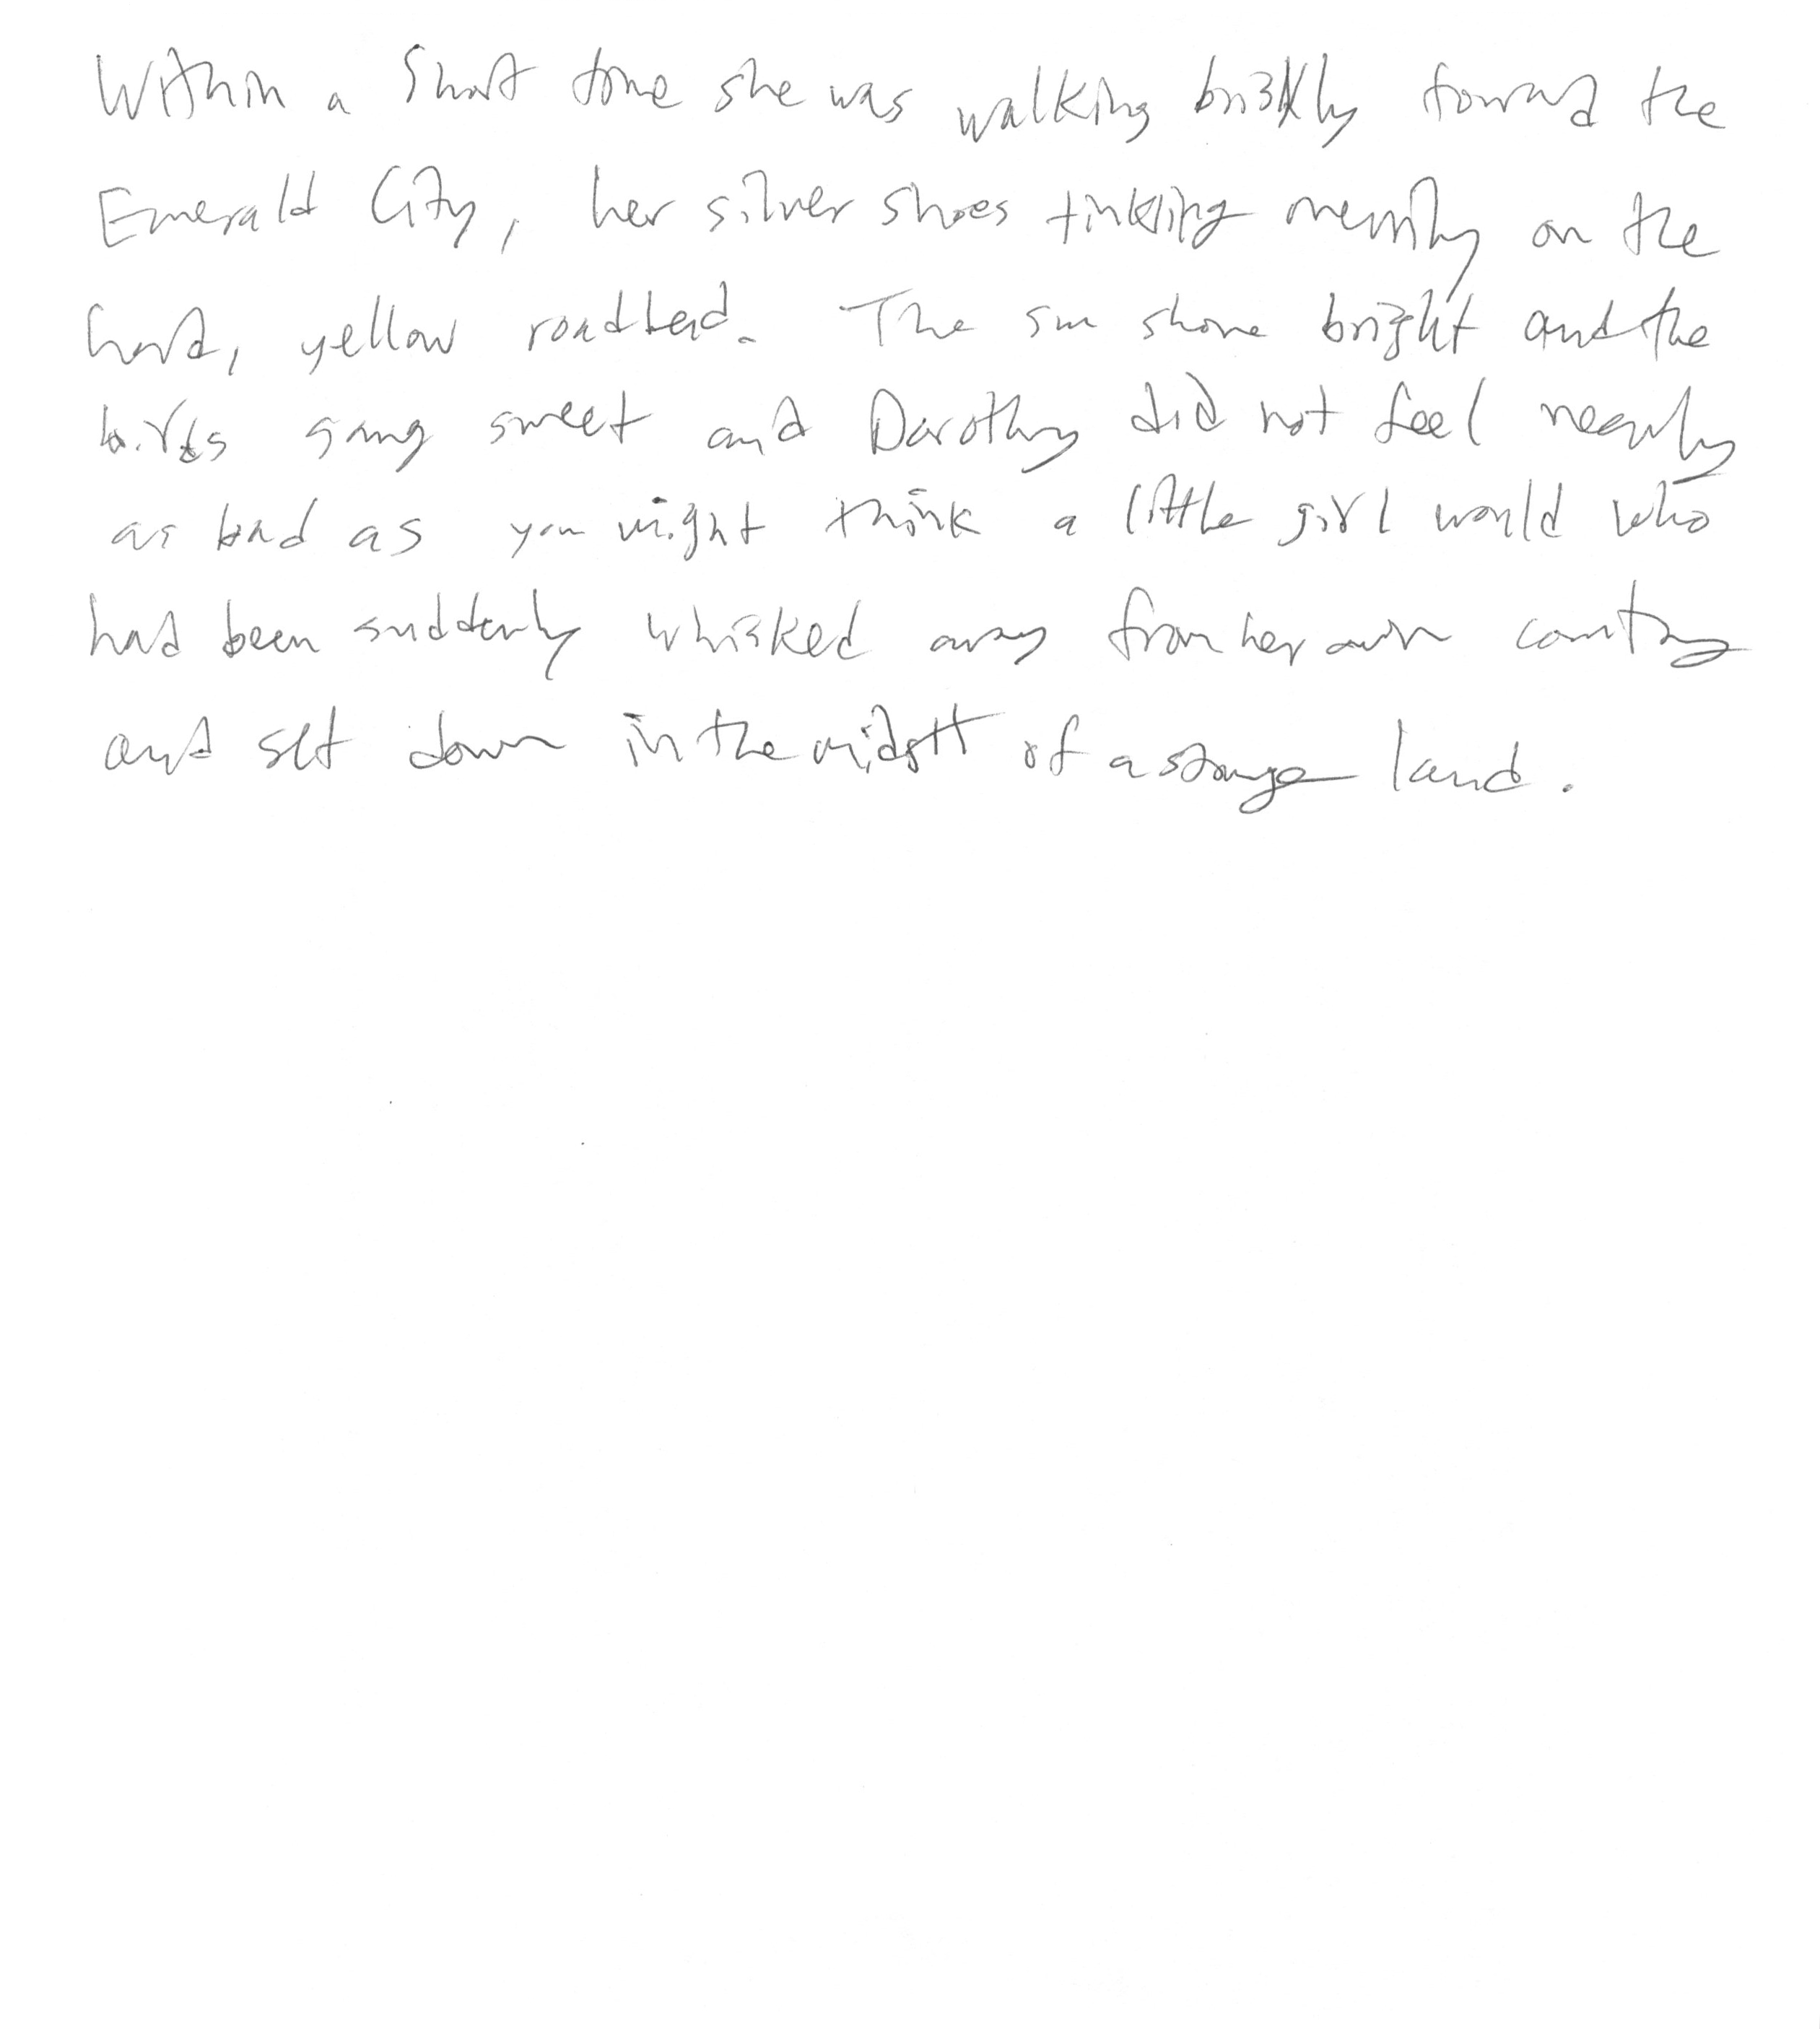 Within a short time she was walking briskly toward the
Emerald City, her silver shoes tinkling merrily on the
hard, yellow roadbed. The sun shone bright and the
birds sang sweet and Dorothy did not feel nearly
as bad as you might think a little girl would who
had been suddenly whisked away from her own country
and set down in the midst of a strange land.